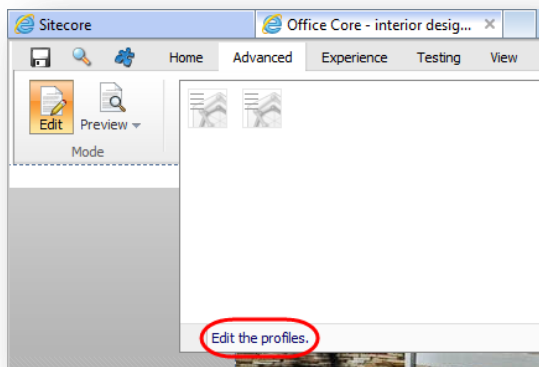 Sitecore
Office Core - interior desig...
Home Advanced Experience Testing View
Edit Preview
Mode
Edit the profiles.